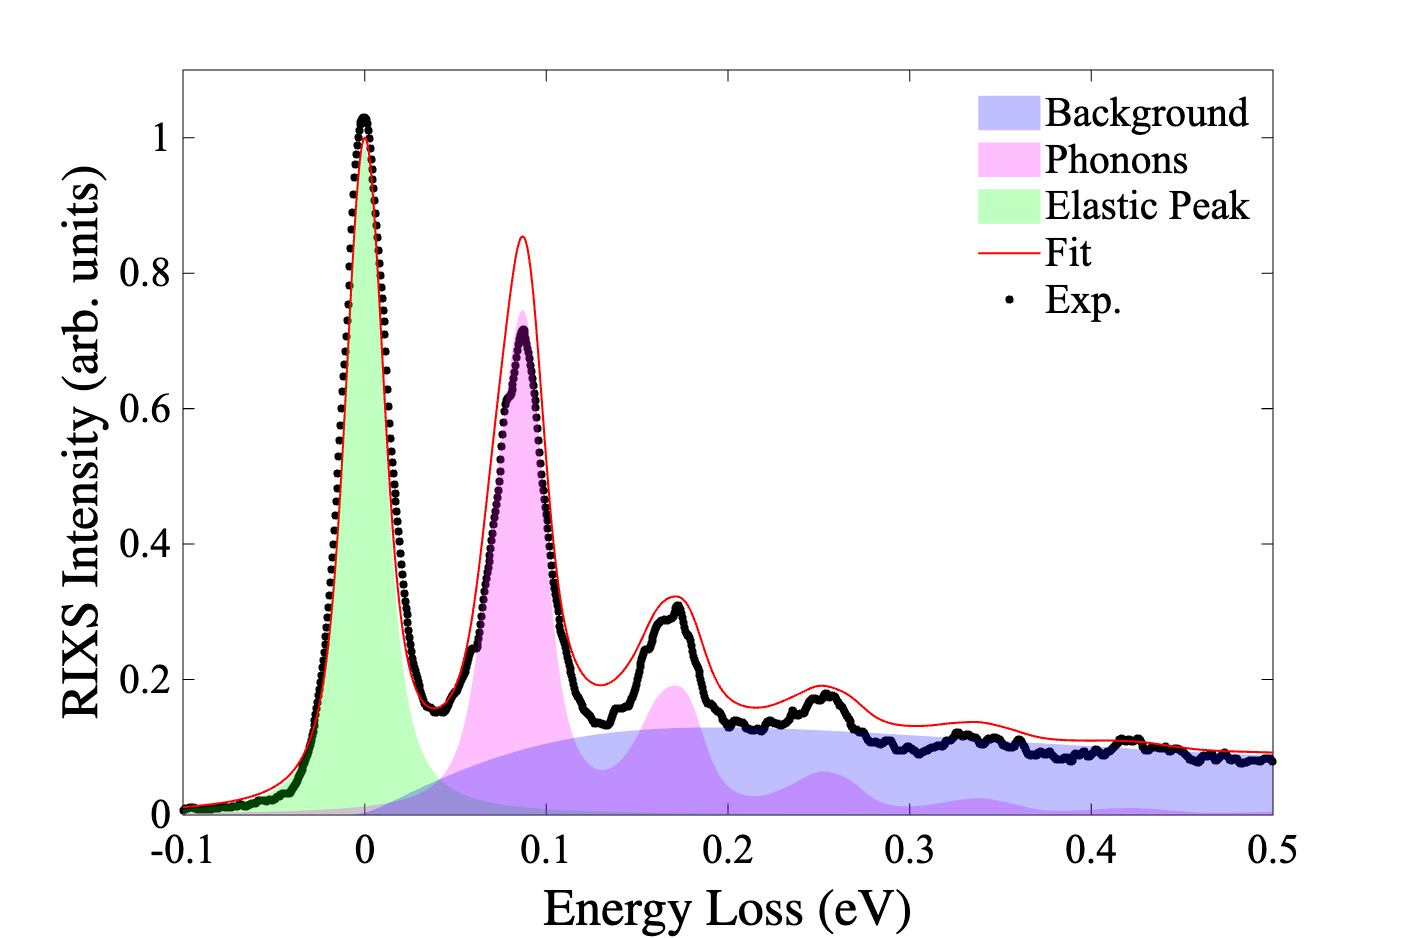 Background
Phonons
Elastic Peak
Fit
Exp.
RIXS Intensity (arb. units)
1
0.8
0.6
0.4
0.2
0
-0.1 0 0.1 0.2 0.3 0.4 0.5
Energy Loss (eV)